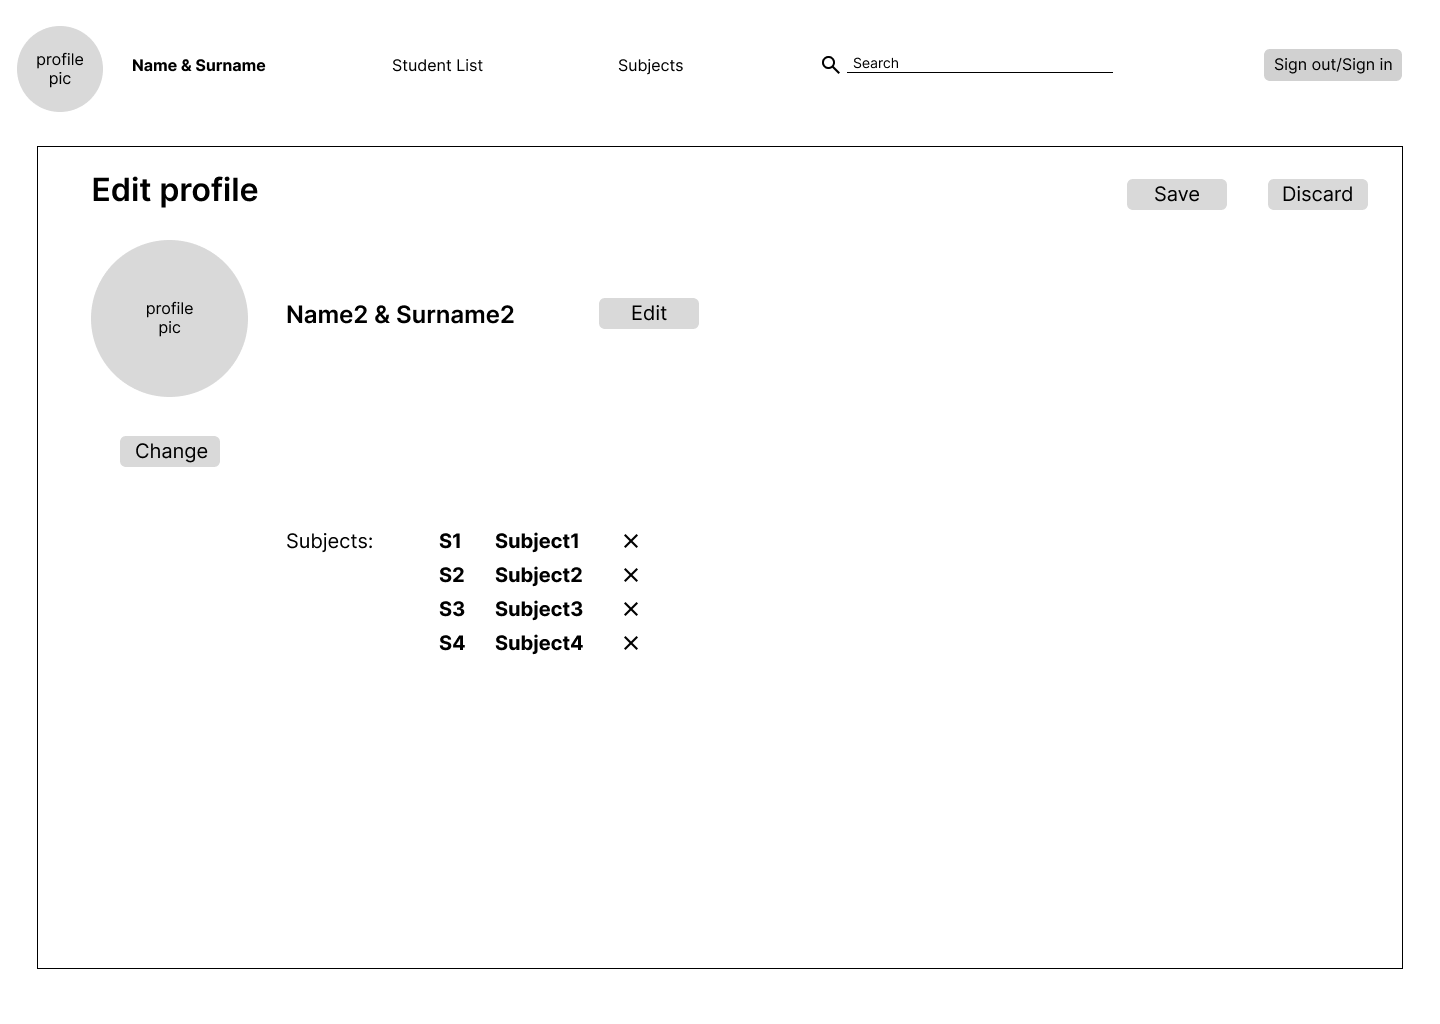 profile
pic
Name & Surname
Student List
Subjects
Search
Sign out/Sign in
Edit profile
Save
Discard
profile
pic
Name2 & Surname2
Edit
Change
Subjects:
S1 Subject1
S2 Subject2
S3 Subject3
S4 Subject4